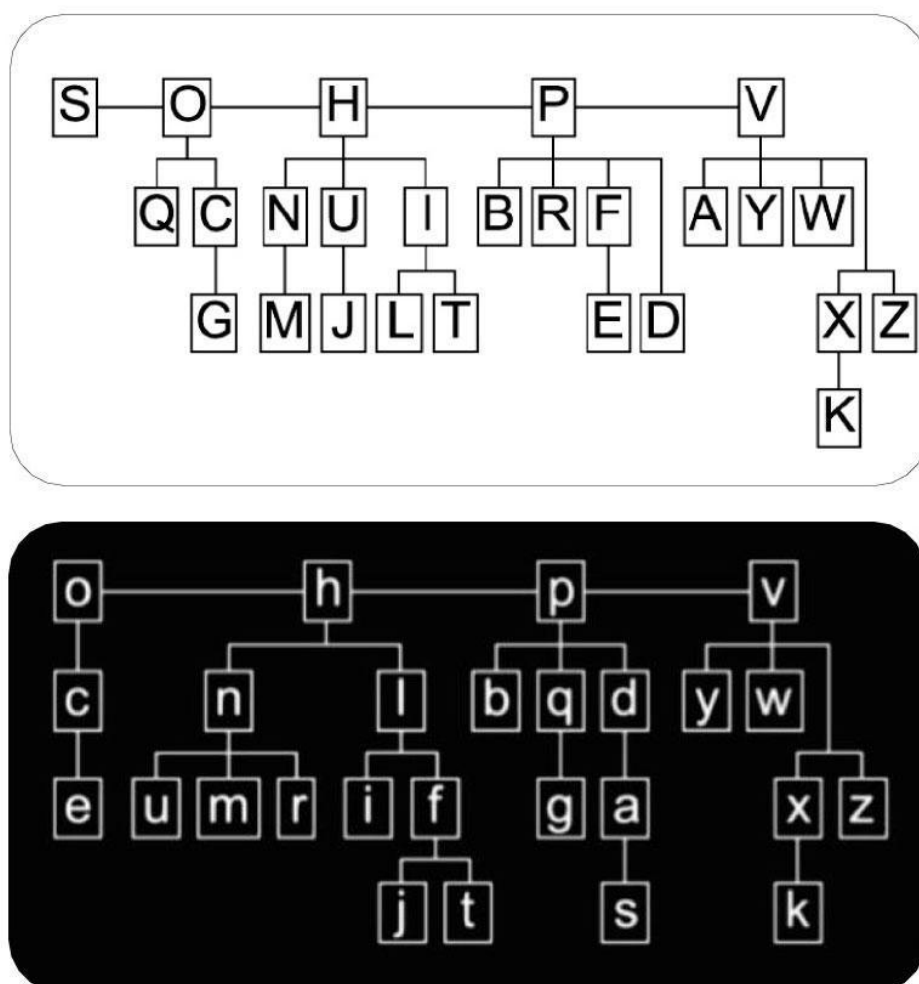 S O H P V
Q C N U I B R F A Y W
G M J L T E D X Z
K
o h p v
c n l b q d y w
e u m r i f g a x z
j t s k